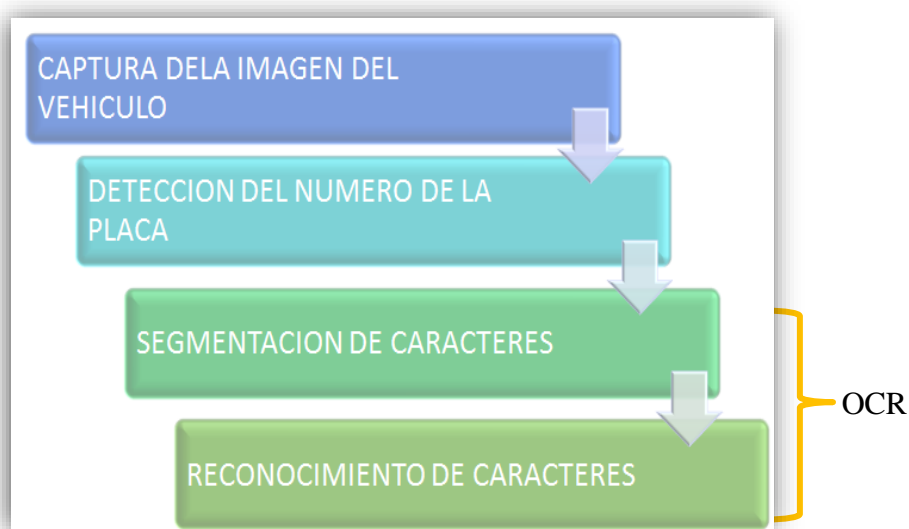 CAPTURA DELA IMAGEN DEL
VEHICULO
DETECCION DEL NUMERO DE LA
PLACA
SEGMENTACION DE CARACTERES
OCR
RECONOCIMIENTO DE CARACTERES